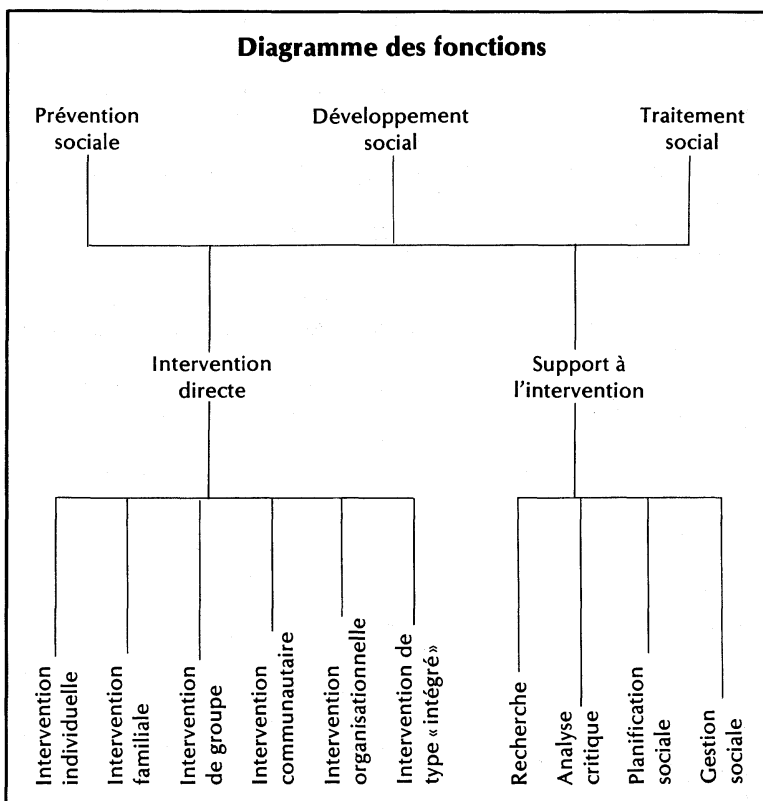 Diagramme des fonctions
Prévention
sociale
Développement
social
Traitement
social
Intervention
directe
Support à
l'intervention
Intervention
individuelle
Intervention
familiale
Intervention
de groupe
Intervention
communautaire
Intervention
organisationnelle
Intervention de
type « intégré»
Recherche
Analyse
critique
Planification
sociale
Gestion
sociale